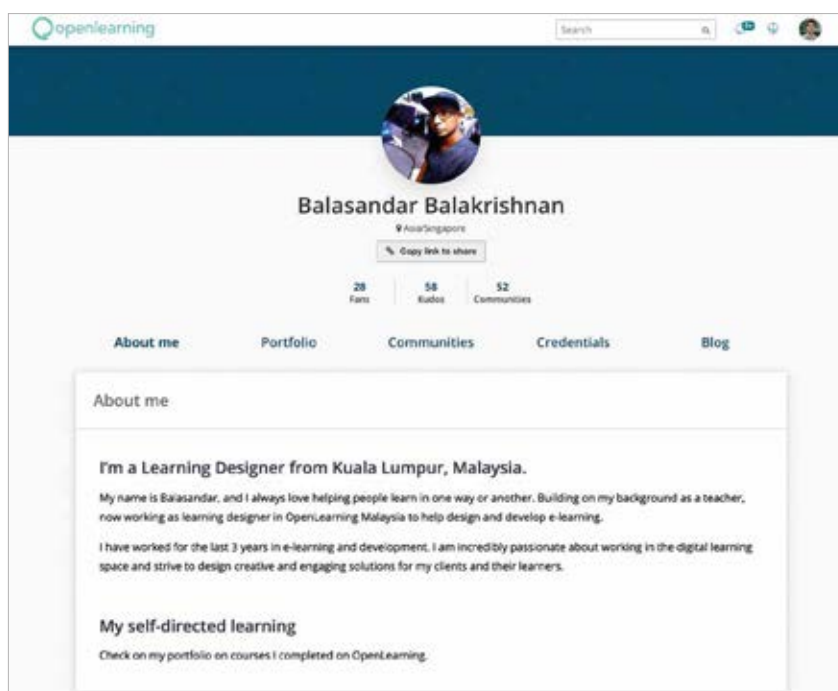 openlearning
Search
Balasandar Balakrishnan
Asia/Singapore
Copy link to share
28 58 52
Fans Kudos Communities
About me Portfolio Communities Credentials Blog
About me
I'm a Learning Designer from Kuala Lumpur, Malaysia.
My name is Balasandar, and I always love helping people learn in one way or another. Building on my background as a teacher,
now working as learning designer in OpenLearning Malaysia to help design and develop e-learning.
I have worked for the last 3 years in e-learning and development. I am incredibly passionate about working in the digital learning
space and strive to design creative and engaging solutions for my clients and their learners.
My self-directed learning
Check on my portfolio on courses I completed on OpenLearning.